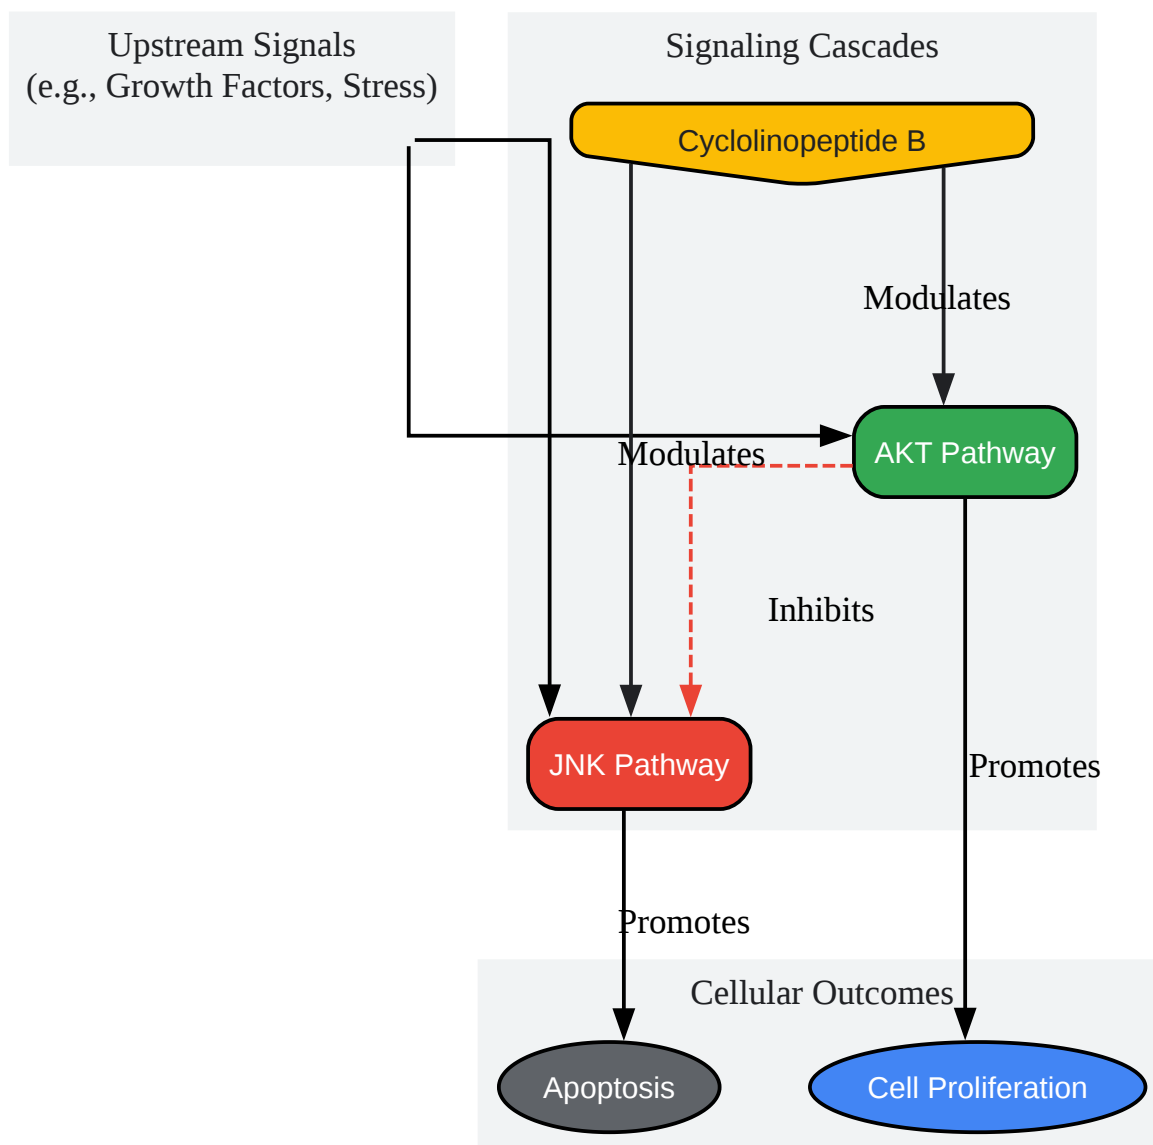 Upstream Signals
(e.g., Growth Factors, Stress)
Signaling Cascades
Cyclolinopeptide B
Modulates
AKT Pathway
Modulates
Inhibits
JNK Pathway
Promotes
Promotes
Cellular Outcomes
Apoptosis
Cell Proliferation